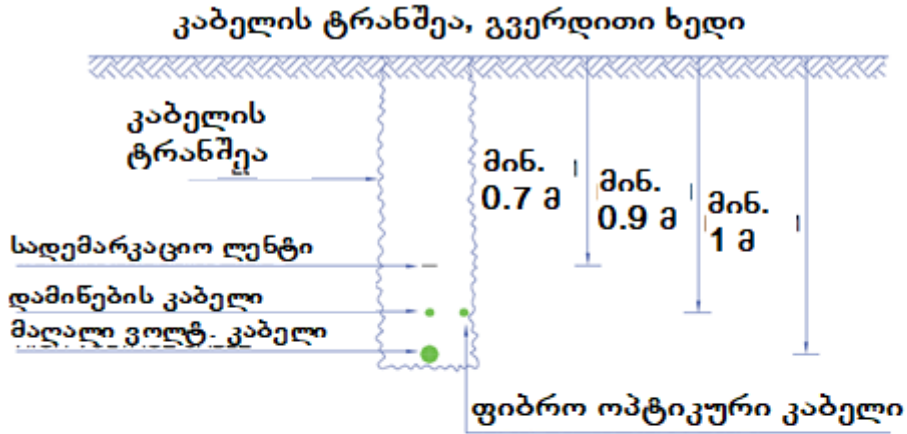 კაბელის ტრანშეა, გვერდითი ხედი
კაბელის
ტრანშეა
მინ.
0.7 მ
მინ.
0.9 მ
მინ.
1 მ
სადემარკაციო ლენტი
დამიწების კაბელი
მაღალი ვოლტ. კაბელი
ფიბრო ოპტიკური კაბელი